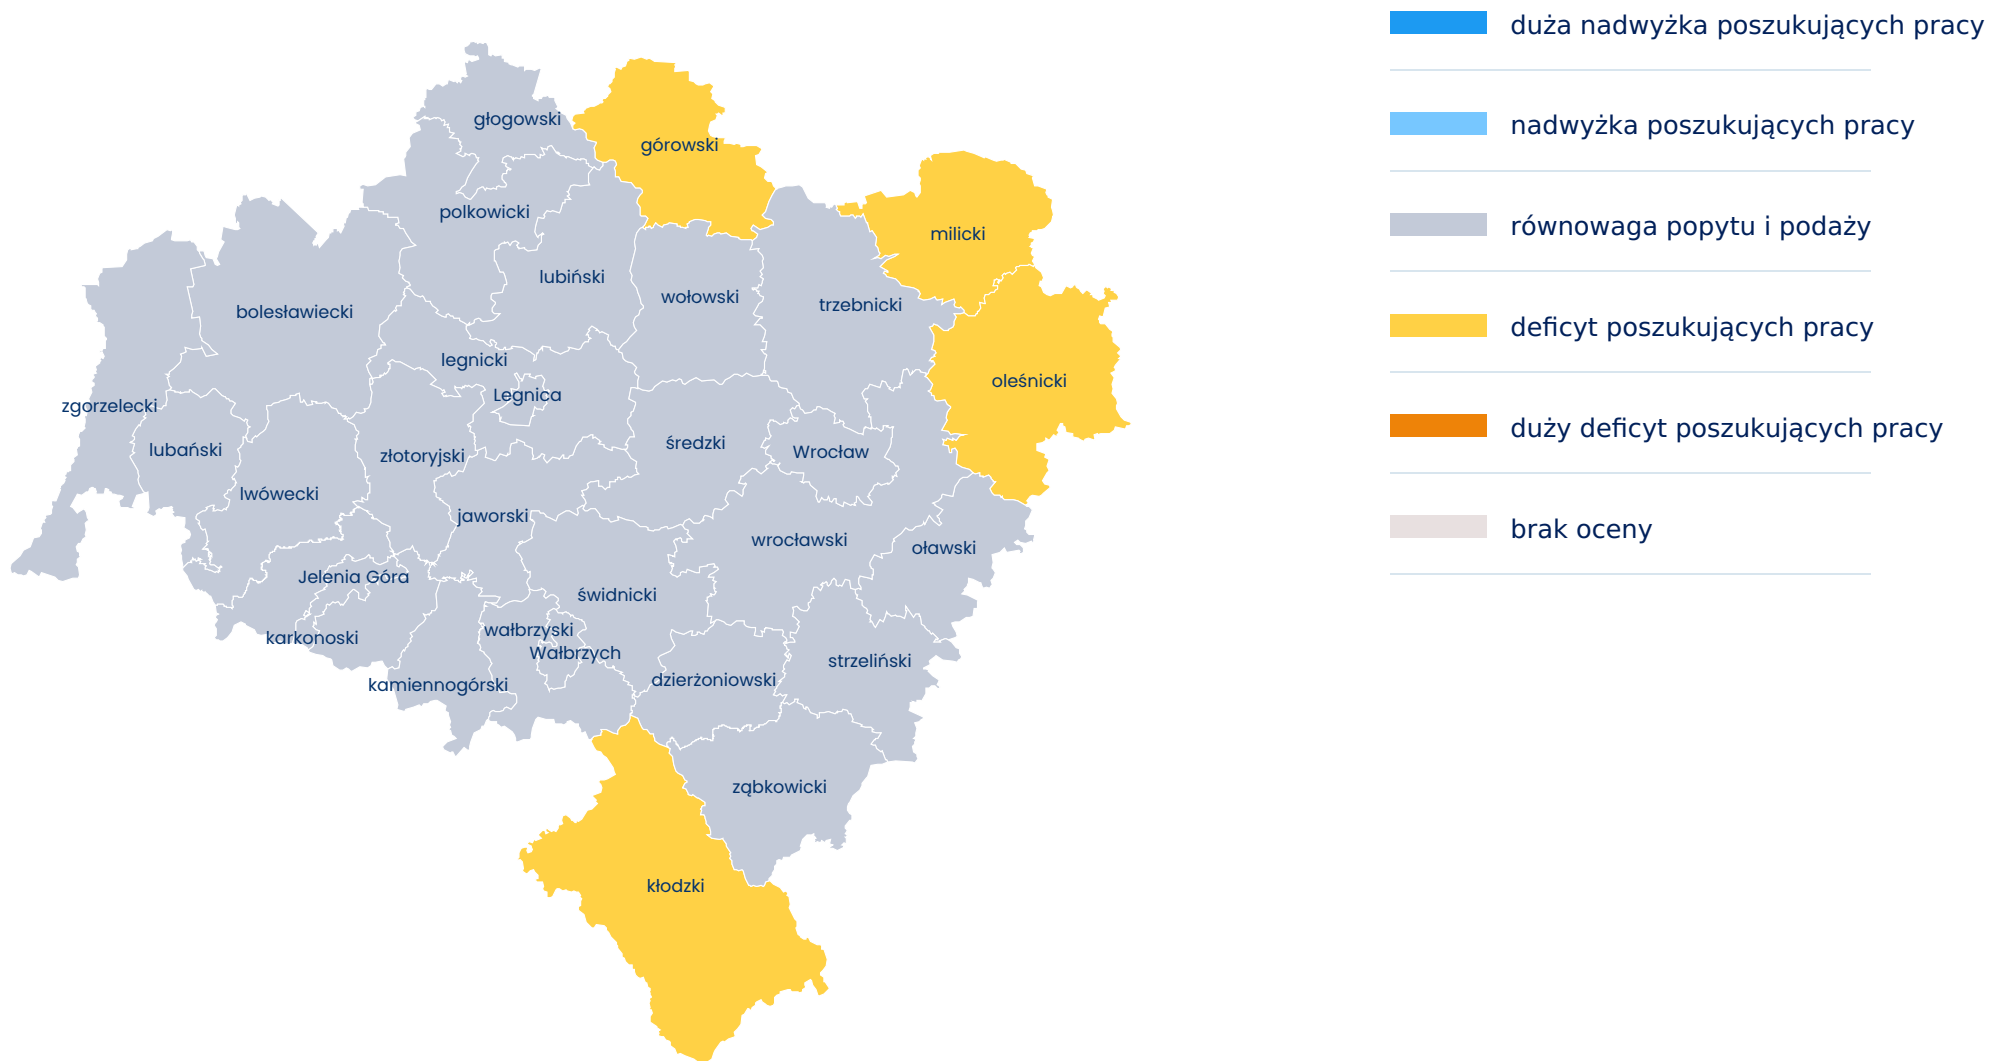 duża nadwyżka poszukujących pracy
nadwyżka poszukujących pracy
równowaga popytu i podaży
deficyt poszukujących pracy
duży deficyt poszukujących pracy
brak oceny
głogowski
górowski
polkowicki
milicki
lubiński
wołowski
trzebnicki
bolesławiecki
legnicki
oleśnicki
Legnica
zgorzelecki
średzki
lubański
Wrocław
złotoryjski
lwówecki
jaworski
wrocławski
oławski
Jelenia Góra
świdnicki
wałbrzyski
karkonoski
Wałbrzych
strzeliński
dzierżoniowski
kamiennogórski
ząbkowicki
kłodzki